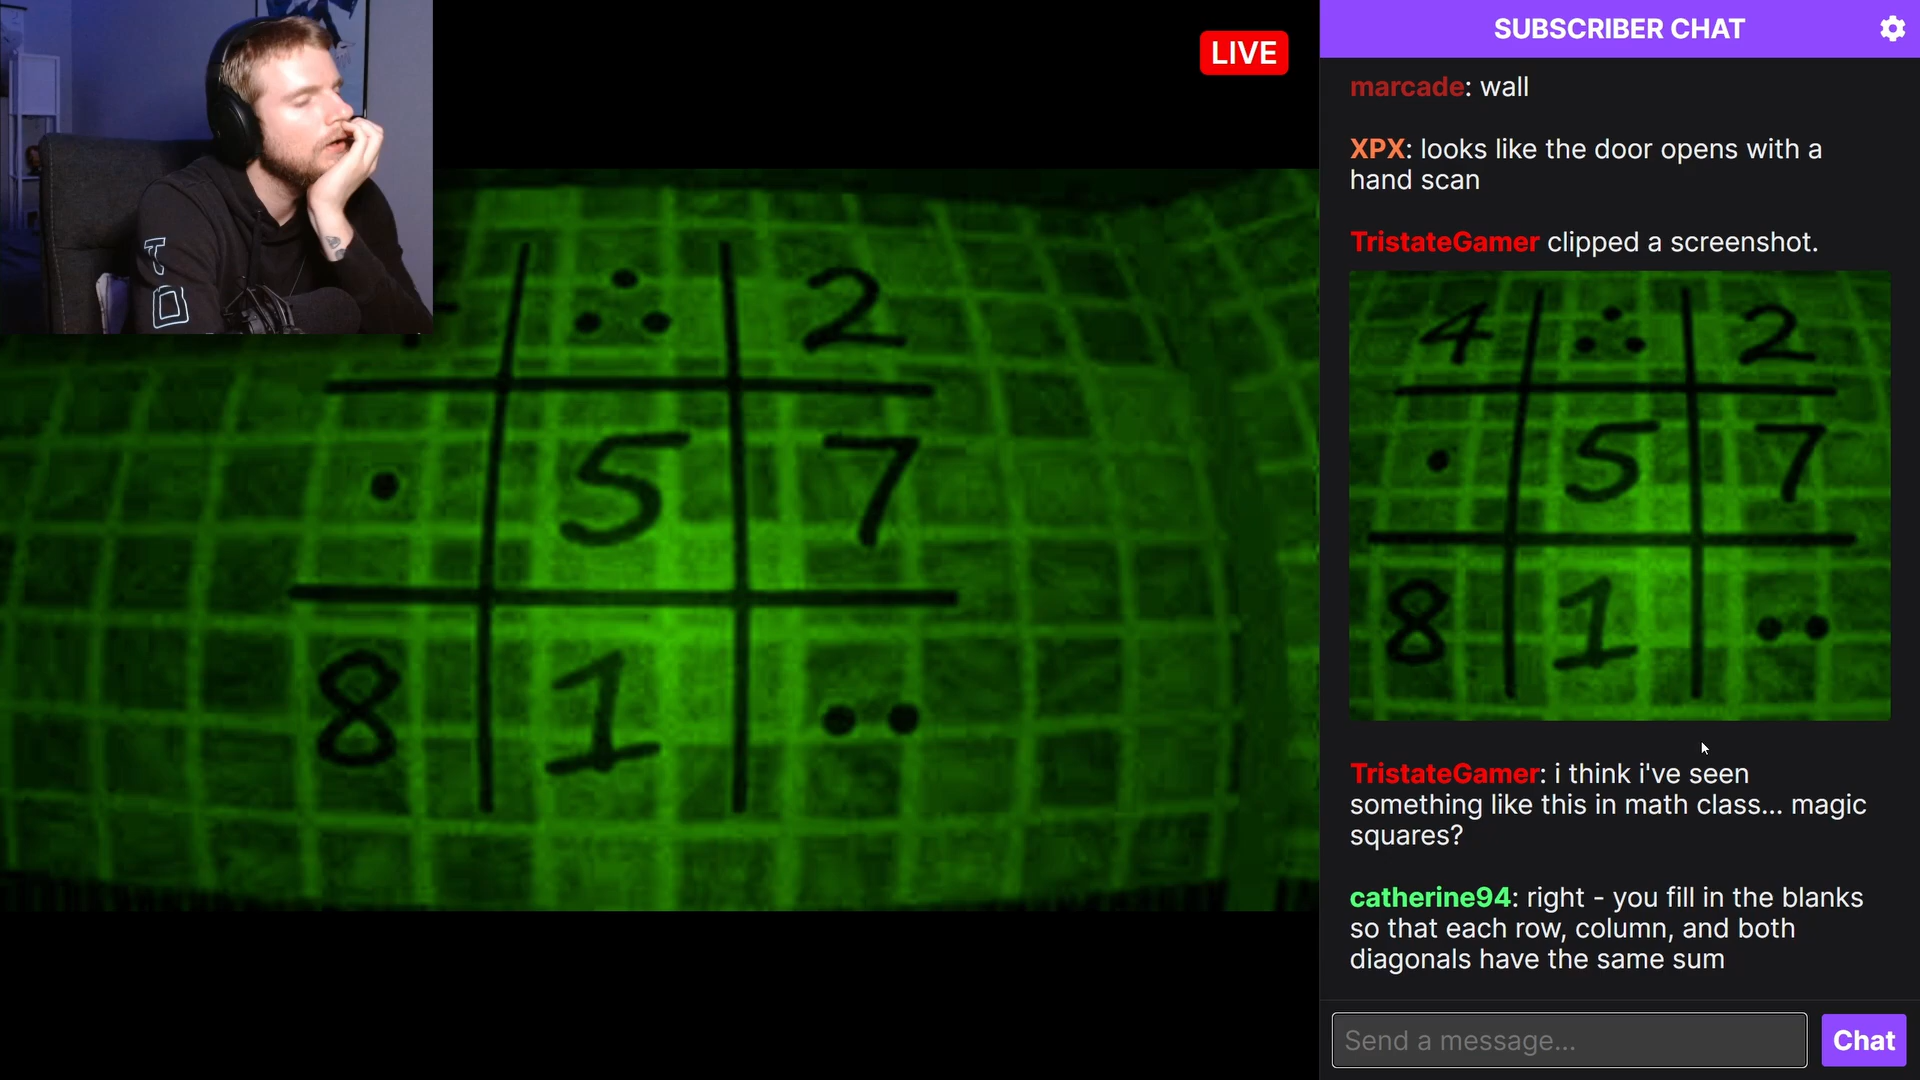 LIVE
2
5 7
8 1
T
SUBSCRIBER CHAT
marcade: wall
XPX: looks like the door opens with a
hand scan
TristateGamer clipped a screenshot.
4 2
5 7
8 1
TristateGamer: i think i've seen
something like this in math class... magic
squares?
catherine94: right - you fill in the blanks
so that each row, column, and both
diagonals have the same sum
Send a message...
Chat